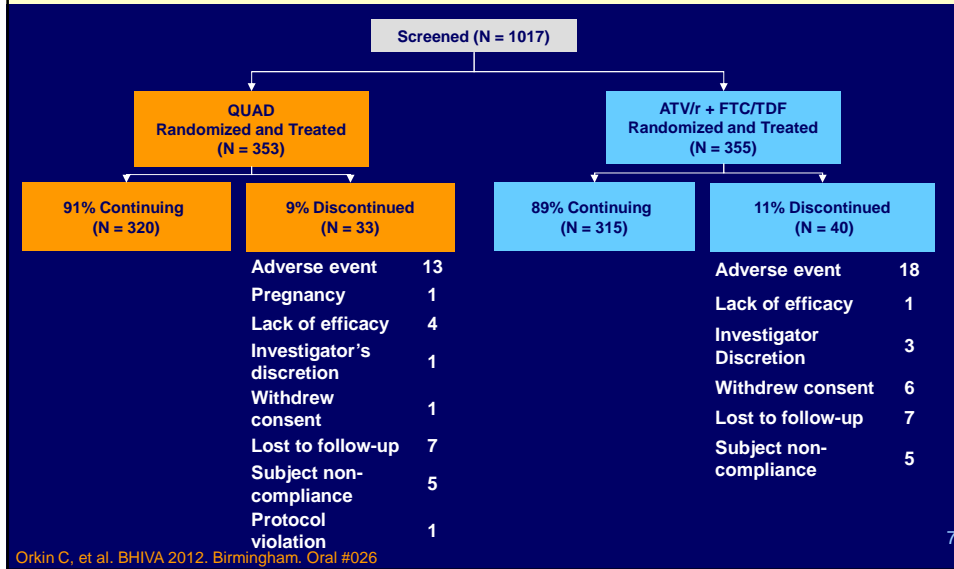 Screened (N = 1017)
QUAD
Randomized and Treated
(N = 353)
ATV/r + FTC/TDF
Randomized and Treated
(N = 355)
91% Continuing
(N = 320)
9% Discontinued
(N = 33)
89% Continuing
(N = 315)
11% Discontinued
(N = 40)
Adverse event 13
Pregnancy 1
Lack of efficacy 4
Investigator's
discretion 1
Withdrew
consent 1
Lost to follow-up 7
Subject non-
compliance 5
Protocol
violation 1
Adverse event 18
Lack of efficacy 1
Investigator
Discretion 3
Withdrew consent 6
Lost to follow-up 7
Subject non-
compliance 5
Orkin C, et al. BHIVA 2012. Birmingham. Oral #026
7